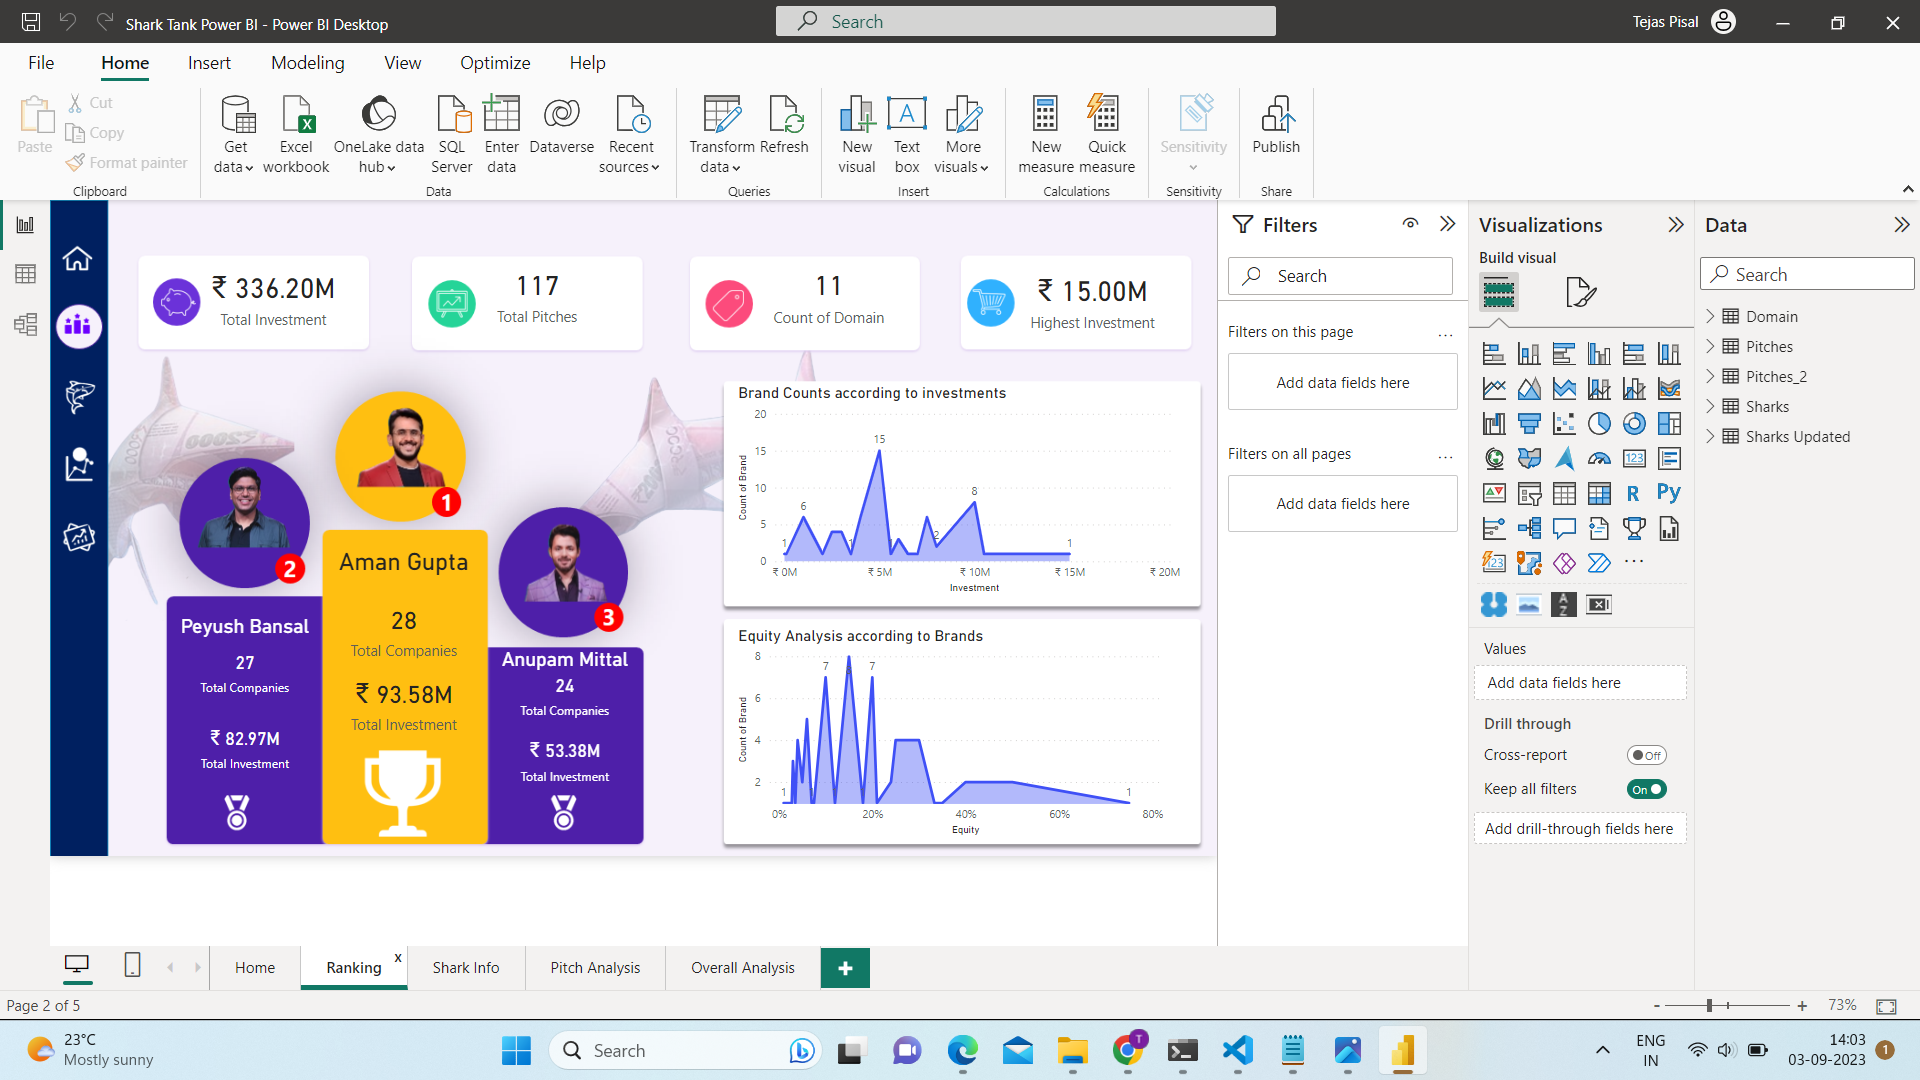 Shark Tank Power BI - Power BI Desktop
Search
Tejas Pisal
File
Home
Insert
Modeling
View
Optimize
Help
Paste
Cut
Copy
Format painter
Clipboard
Get
data
Excel
workbook
OneLake data
hub
SQL
Server
Enter
data
Dataverse
Recent
sources
Data
Transform
data
Refresh
Queries
New
visual
Text
box
More
visuals
Insert
New
measure
Quick
measure
Calculations
Sensitivity
Sensitivity
Publish
Share
₹ 336.20M
Total Investment
117
Total Pitches
11
Count of Domain
₹ 15.00M
Highest Investment
1
2
3
Aman Gupta
28
Total Companies
₹ 93.58M
Total Investment
Peyush Bansal
27
Total Companies
₹ 82.97M
Total Investment
Anupam Mittal
24
Total Companies
₹ 53.38M
Total Investment
Brand Counts according to investments
20
15
10
5
0
Count of Brand
1
6
1
15
1
2
8
1
₹ 0M
₹ 5M
₹ 10M
₹ 15M
₹ 20M
Investment
Equity Analysis according to Brands
8
6
4
2
Count of Brand
1
7
7
1
0%
20%
40%
60%
80%
Equity
Filters
Search
Filters on this page
...
Add data fields here
Filters on all pages
...
Add data fields here
Visualizations
Build visual
123
R
Py
123
...
A
Z
Values
Add data fields here
Drill through
Cross-report
Off
Keep all filters
On
Add drill-through fields here
Data
Search
Domain
Pitches
Pitches_2
Sharks
Sharks Updated
Home
Ranking
x
Shark Info
Pitch Analysis
Overall Analysis
+
Page 2 of 5
- + 73%
23°C
Mostly sunny
Search
T
ENG
IN
14:03
03-09-2023
1